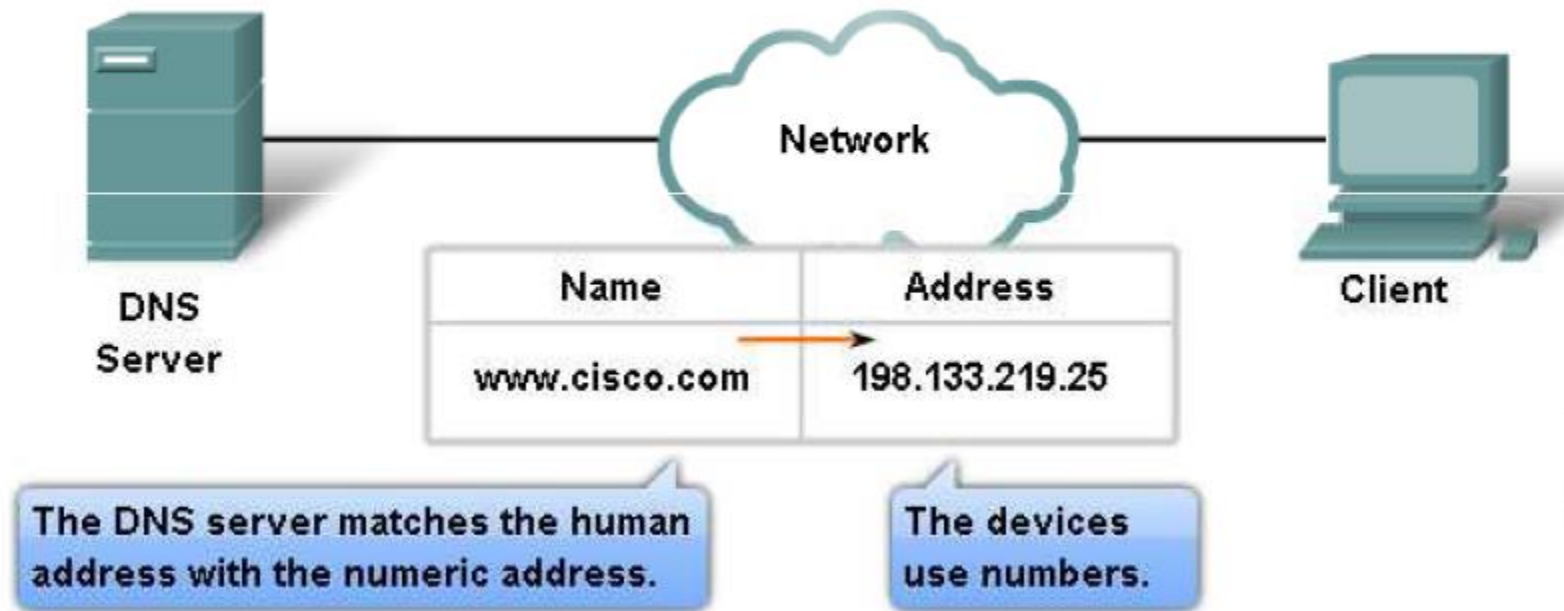 Network
DNS
Server
Client
Name Address
www.cisco.com 198.133.219.25
The DNS server matches the human
address with the numeric address.
The devices
use numbers.